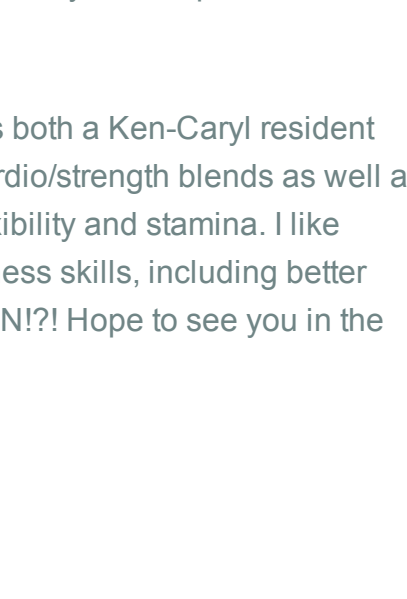 s both a Ken-Caryl resident
rdio/strength blends as well a
ibility and stamina. I like
ess skills, including better
N!?! Hope to see you in the